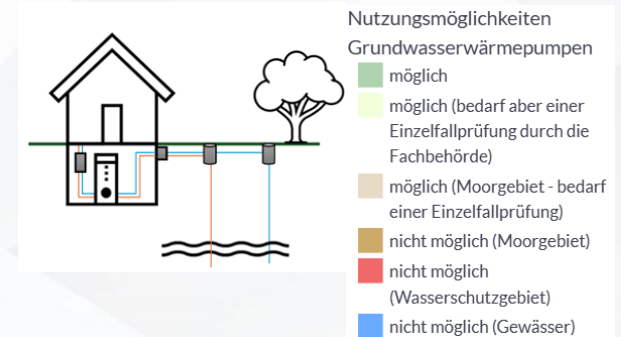 Nutzungsmöglichkeiten
Grundwasserwärmepumpen
möglich
möglich (bedarf aber einer
Einzelfallprüfung durch die
Fachbehörde)
möglich (Moorgebiet - bedarf
einer Einzelfallprüfung)
nicht möglich (Moorgebiet)
nicht möglich
(Wasserschutzgebiet)
nicht möglich (Gewässer)